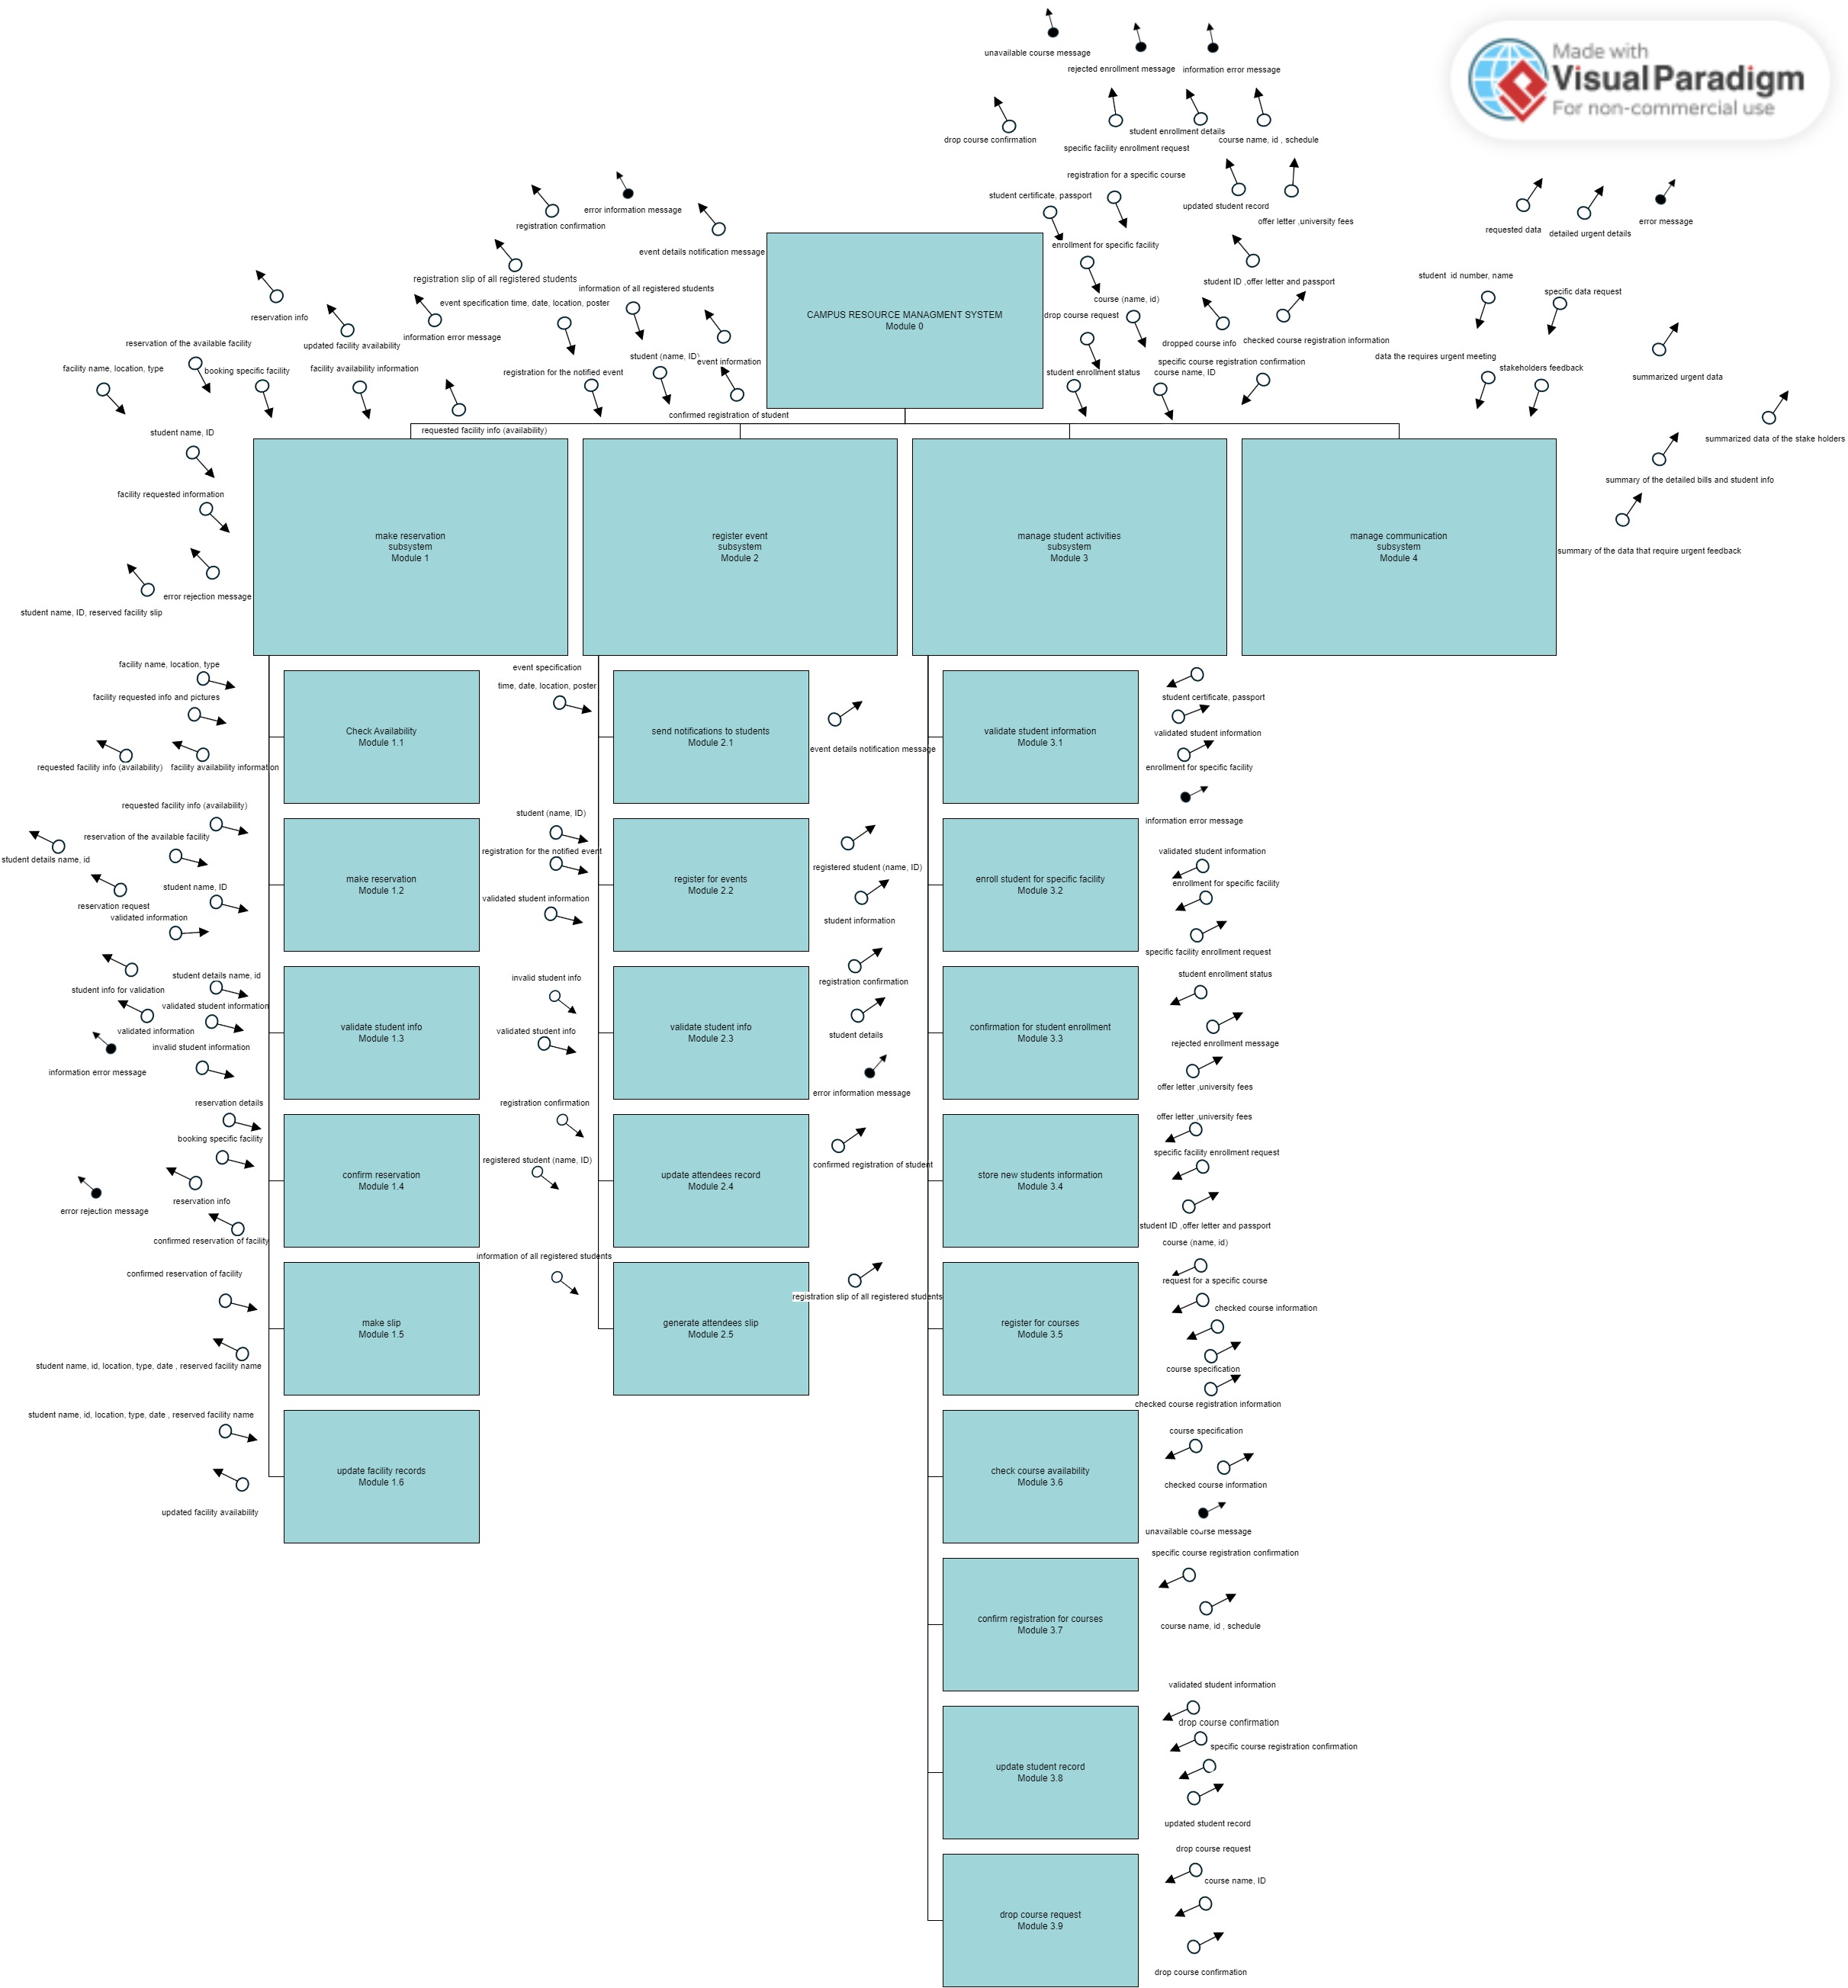 unavailable course message
rejected enrollment message
information error message
Made with
Visual Paradigm
For non-commercial use
drop course confirmation
student enrollment details
specific facility enrollment request
course name, id , schedule
registration for a specific course
student certificate, passport
updated student record
offer letter ,university fees
registration confirmation
error information message
event details notification message
enrollment for specific facility
requested data
detailed urgent details
error message
registration slip of all registered students
information of all registered students
student ID ,offer letter and passport
student id number, name
specific data request
reservation info
event specification time, date, location, poster
course (name, id)
drop course request
CAMPUS RESOURCE MANAGMENT SYSTEM
Module 0
updated facility availability
information error message
dropped course info
checked course registration information
reservation of the available facility
student (name, ID)
event information
data the requires urgent meeting
specific course registration confirmation
facility name, location, type
booking specific facility
facility availability information
registration for the notified event
student enrollment status
course name, ID
stakeholders feedback
summarized urgent data
confirmed registration of student
student name, ID
requested facility info (availability)
summarized data of the stake holders
facility requested information
summary of the detailed bills and student info
make reservation
subsystem
Module 1
register event
subsystem
Module 2
manage student activities
subsystem
Module 3
manage communication
subsystem
Module 4
summary of the data that require urgent feedback
error rejection message
student name, ID, reserved facility slip
facility name, location, type
facility requested info and pictures
requested facility info (availability)
facility availability information
Check Availability
Module 1.1
requested facility info (availability)
reservation of the available facility
student details name, id
student name, ID
reservation request
validated information
make reservation
Module 1.2
student info for validation
student details name, id
validated student information
validated information
invalid student information
information error message
validate student info
Module 1.3
reservation details
booking specific facility
reservation info
error rejection message
confirmed reservation of facility
confirm reservation
Module 1.4
confirmed reservation of facility
student name, id, location, type, date , reserved facility name
make slip
Module 1.5
student name, id, location, type, date , reserved facility name
updated facility availability
update facility records
Module 1.6
event specification
time, date, location, poster
send notifications to students
Module 2.1
event details notification message
student (name, ID)
registration for the notified event
validated student information
register for events
Module 2.2
registered student (name, ID)
student information
invalid student info
validated student info
validate student info
Module 2.3
registration confirmation
student details
error information message
registration confirmation
registered student (name, ID)
update attendees record
Module 2.4
confirmed registration of student
information of all registered students
generate attendees slip
Module 2.5
registration slip of all registered students
validate student information
Module 3.1
student certificate, passport
validated student information
enrollment for specific facility
information error message
enroll student for specific facility
Module 3.2
validated student information
enrollment for specific facility
specific facility enrollment request
confirmation for student enrollment
Module 3.3
student enrollment status
rejected enrollment message
offer letter ,university fees
store new students information
Module 3.4
offer letter ,university fees
specific facility enrollment request
student ID ,offer letter and passport
register for courses
Module 3.5
course (name, id)
request for a specific course
checked course information
course specification
checked course registration information
check course availability
Module 3.6
course specification
checked course information
unavailable course message
confirm registration for courses
Module 3.7
specific course registration confirmation
course name, id , schedule
update student record
Module 3.8
validated student information
drop course confirmation
specific course registration confirmation
updated student record
drop course request
Module 3.9
drop course request
course name, ID
drop course confirmation